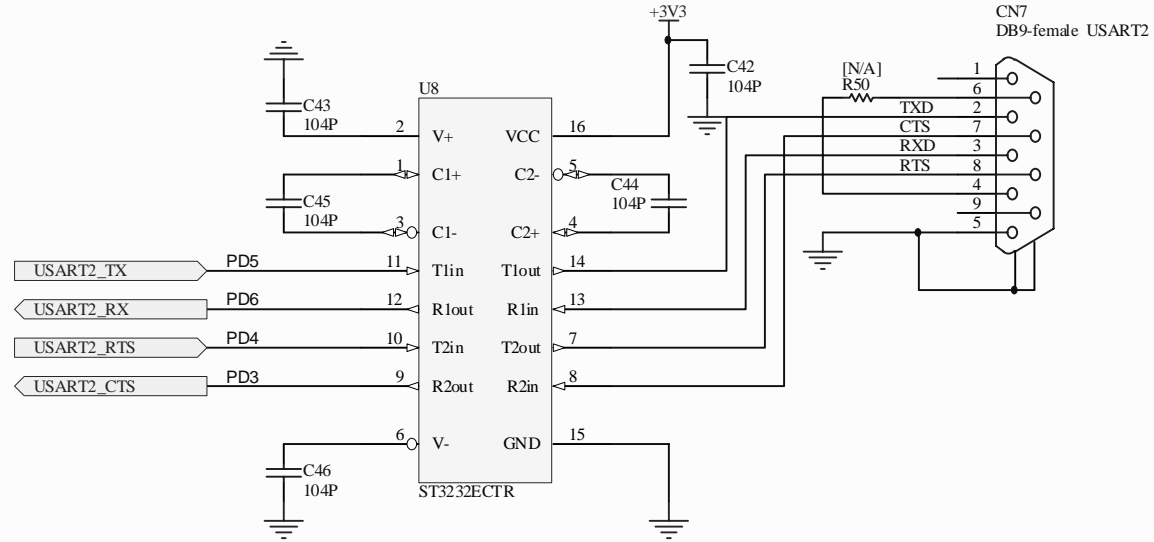 +3V3
CN7
DB9-female USART2
C42
104P
[N/A]
R50
1
6
TXD 2
CTS 7
RXD 3
RTS 8
4
9
5
C43
104P
U8
2 V+ VCC 16
1 C1+ C2- 5
C45
104P
C44
104P
3 C1- C2+ 4
USART2_TX PD5 11 T1in T1out 14
USART2_RX PD6 12 R1out R1in 13
USART2_RTS PD4 10 T2in T2out 7
USART2_CTS PD3 9 R2out R2in 8
6 V- GND 15
C46
104P
ST3232ECTR